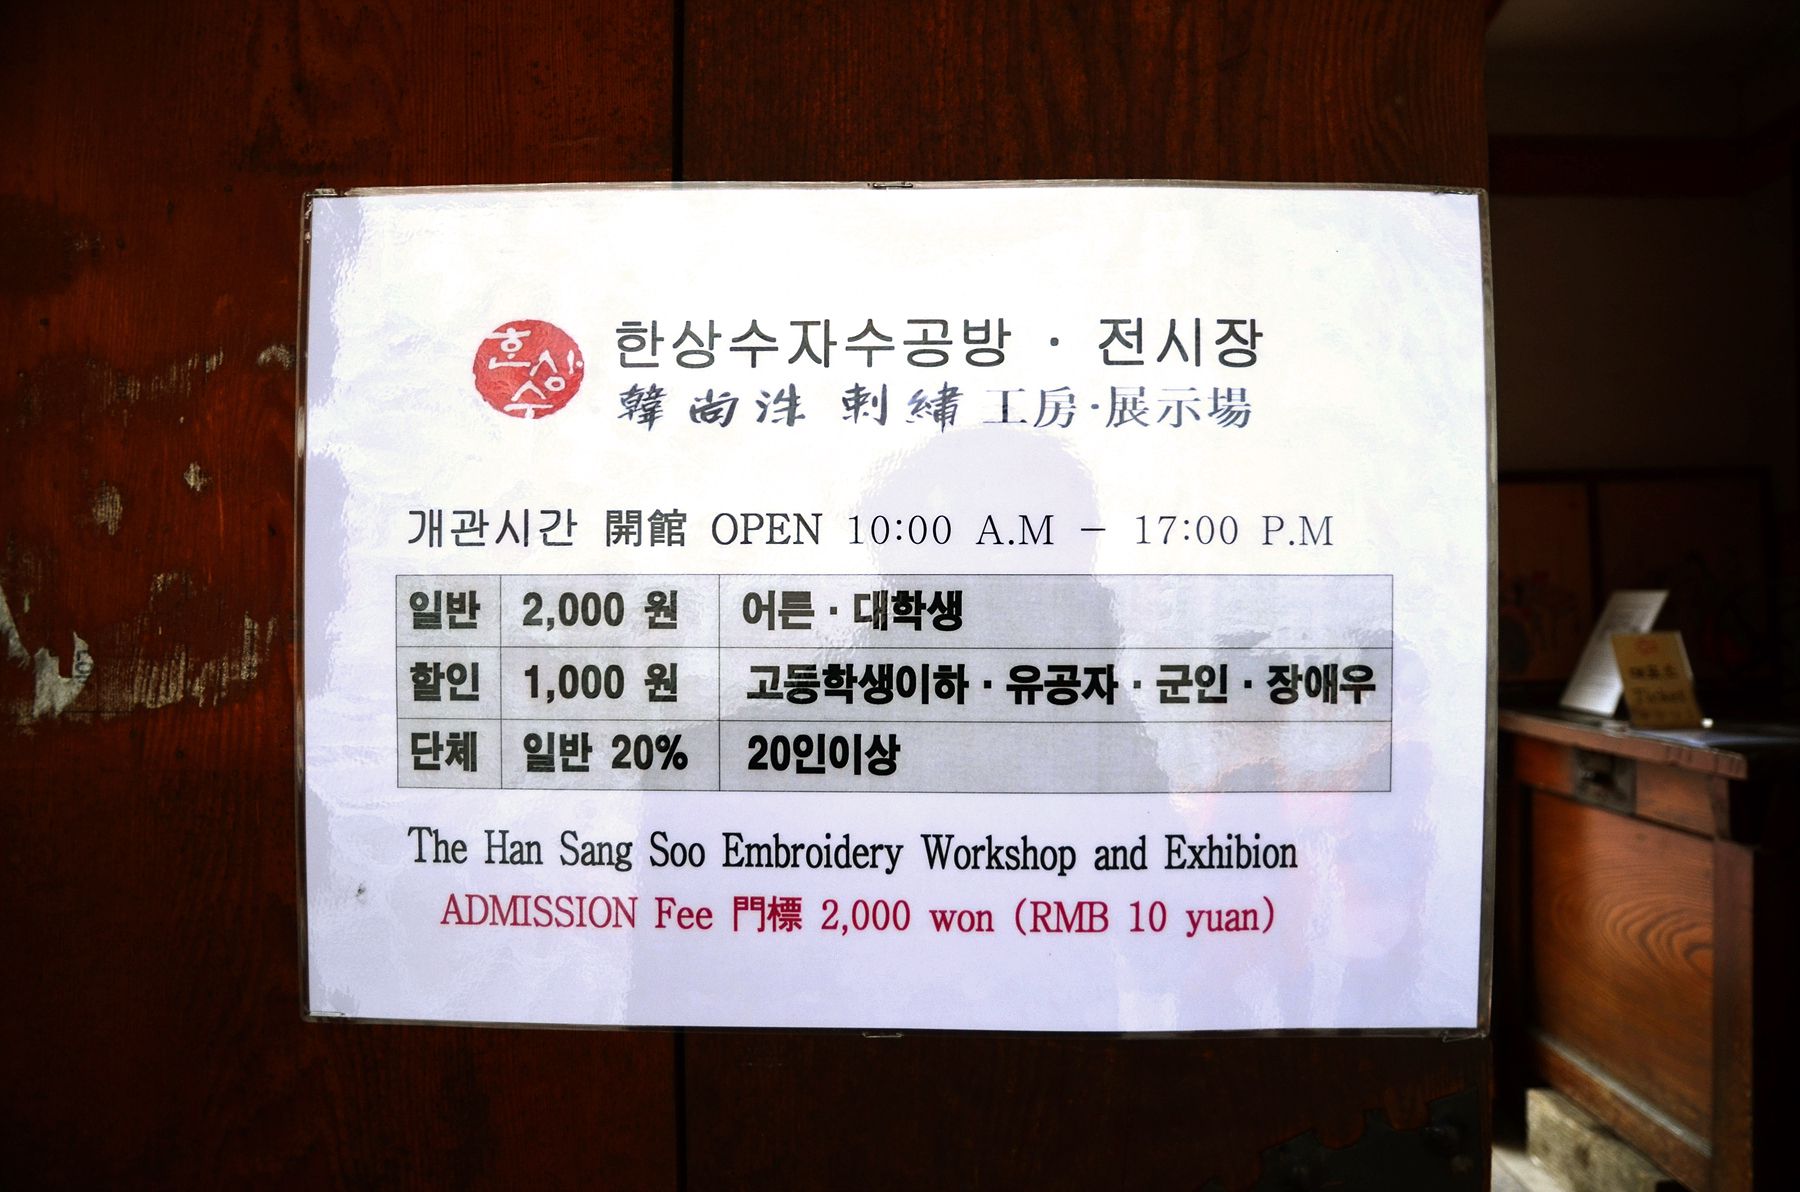 한상수
한상수자수공방 · 전시장
韓尙洙 刺繡 工房·展示場
개관시간 開館 OPEN 10:00 A.M - 17:00 P.M
일반 2,000 원 어른 · 대학생
할인 1,000 원 고등학생이하 · 유공자 · 군인 · 장애우
단체 일반 20% 20인이상
The Han Sang Soo Embroidery Workshop and Exhibion
ADMISSION Fee 門標 2,000 won (RMB 10 yuan)
매표소
Ticket